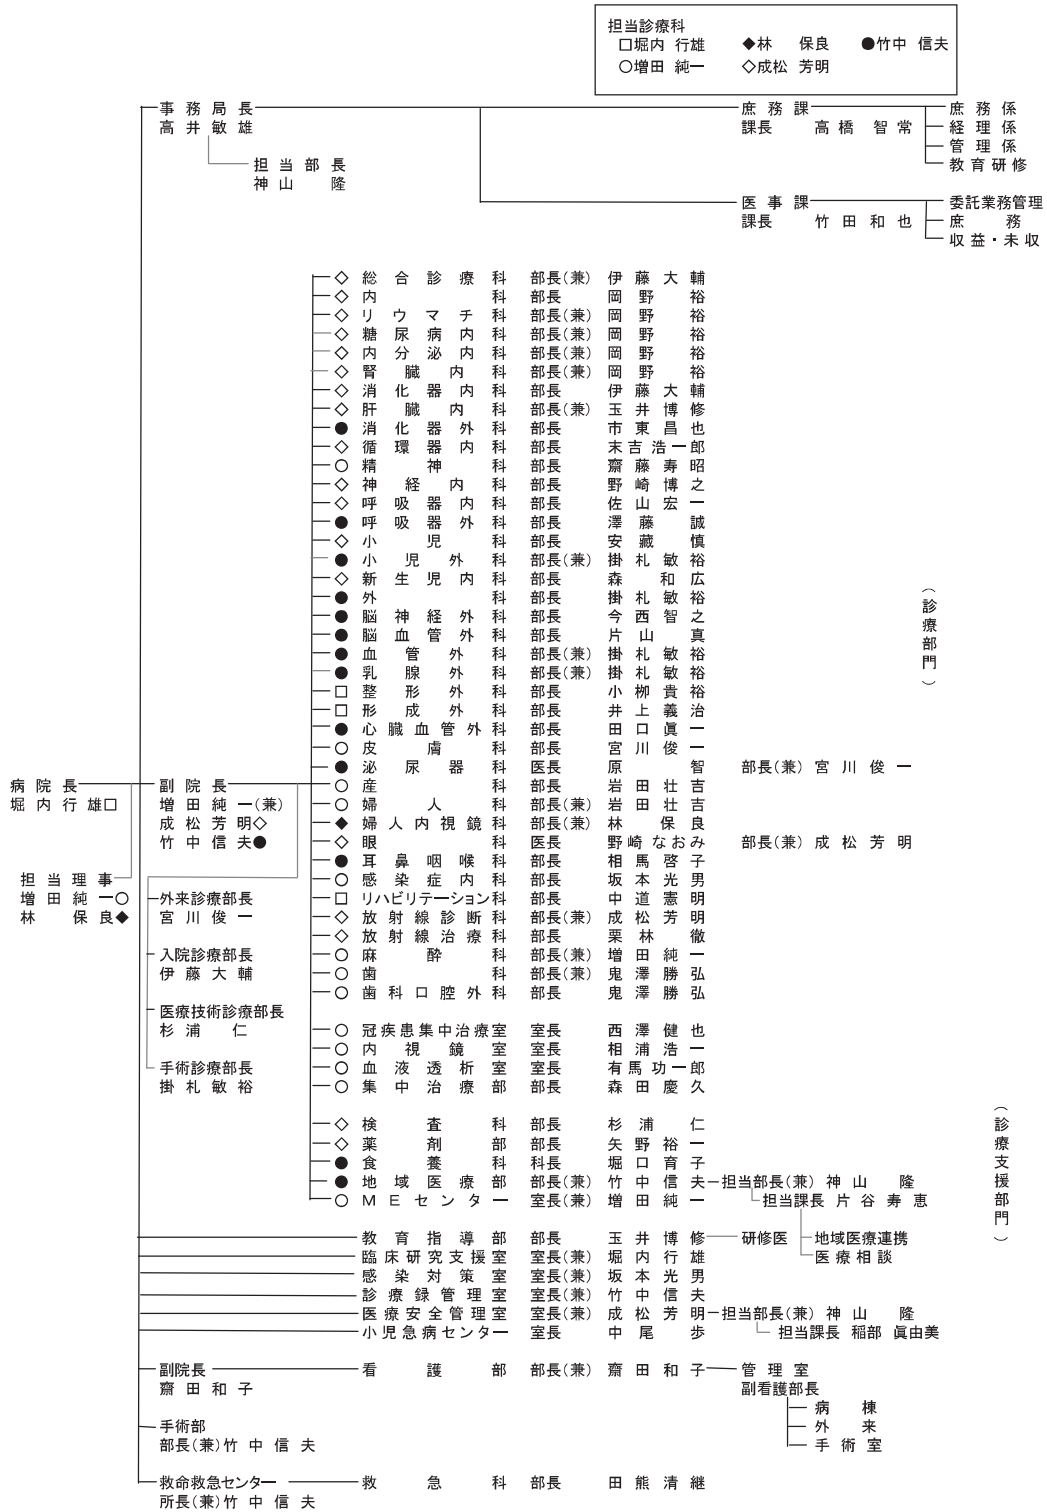 担当診療科
□堀内 行雄 ◆林 保良 ●竹中 信夫
○増田 純一 ◇成松 芳明
事務局長 庶務課 庶務係
高井敏雄 課長 高橋智常 経理係
管理係
担当部長 教育研修
神山 隆
医事課 委託業務管理
課長 竹田和也 庶務
収益・未収
◇総合診療科 部長(兼) 伊藤大輔
◇内科 部長 岡野裕
◇リウマチ科 部長(兼) 岡野裕
◇糖尿病内科 部長(兼) 岡野裕
◇内分泌内科 部長(兼) 岡野裕
◇腎臓内科 部長(兼) 岡野裕
◇消化器内科 部長 伊藤大輔
◇肝臓内科 部長(兼) 玉井博修
●消化器外科 部長 市東昌也
◇循環器内科 部長 末吉浩一郎
○精神科 部長 齋藤寿昭
◇神経内科 部長 野崎博之
◇呼吸器内科 部長 佐山宏一
●呼吸器外科 部長 澤藤誠
◇小児科 部長 安藏慎
●小児外科 部長(兼) 掛札敏裕
◇新生児内科 部長 森和広
●外科 部長 掛札敏裕
●脳神経外科 部長 今西智之
●脳血管外科 部長 片山真
●血管外科 部長(兼) 掛札敏裕
●乳腺外科 部長(兼) 掛札敏裕
□整形外科 部長 小栁貴裕
□形成外科 部長 井上義治
●心臓血管外科 部長 田口眞一
○皮膚科 部長 宮川俊一
●泌尿器科 医長 原智 部長(兼) 宮川俊一
(診療部門)
病院長 副院長 ○産科 部長 岩田壮吉
堀内行雄□ 増田純一(兼) ○婦人科 部長(兼) 岩田壮吉
成松芳明◇ ◆婦人内視鏡科 部長(兼) 林保良
竹中信夫● ◇眼科 医長 野崎なおみ 部長(兼) 成松芳明
●耳鼻咽喉科 部長 相馬啓子
担当理事 ○感染症内科 部長 坂本光男
増田純一○ 外来診療部長 □リハビリテーション科 部長 中道憲明
林 保良◆ 宮川俊一 ◇放射線診断科 部長(兼) 成松芳明
◇放射線治療科 部長 栗林徹
入院診療部長 ○麻酔科 部長(兼) 増田純一
伊藤大輔 ○歯科 部長(兼) 鬼澤勝弘
○歯科口腔外科 部長 鬼澤勝弘
医療技術診療部長
杉浦 仁 ○冠疾患集中治療室 室長 西澤健也
○内視鏡室 室長 相浦浩一
手術診療部長 ○血液透析室 室長 有馬功一郎
掛札敏裕 ○集中治療部 部長 森田慶久
◇検査科 部長 杉浦仁
◇薬剤部 部長 矢野裕一
●食養科 科長 堀口育子
●地域医療部 部長(兼) 竹中信夫 担当部長(兼) 神山 隆
○MEセンター 室長(兼) 増田純一 担当課長 片谷寿恵
(診療支援部門)
教育指導部 部長 玉井博修 研修医 地域医療連携
臨床研究支援室 室長(兼) 堀内行雄 医療相談
感染対策室 室長(兼) 坂本光男
診療録管理室 室長(兼) 竹中信夫
医療安全管理室 室長(兼) 成松芳明 担当部長(兼) 神山 隆
小児急病センター 室長 中尾歩 担当課長 稲部 眞由美
副院長 看護部 部長(兼) 齋田和子 管理室
齋田和子 副看護部長
病棟
手術部 外来
部長(兼) 竹中信夫 手術室
救命救急センター 救急科 部長 田熊清継
所長(兼) 竹中信夫